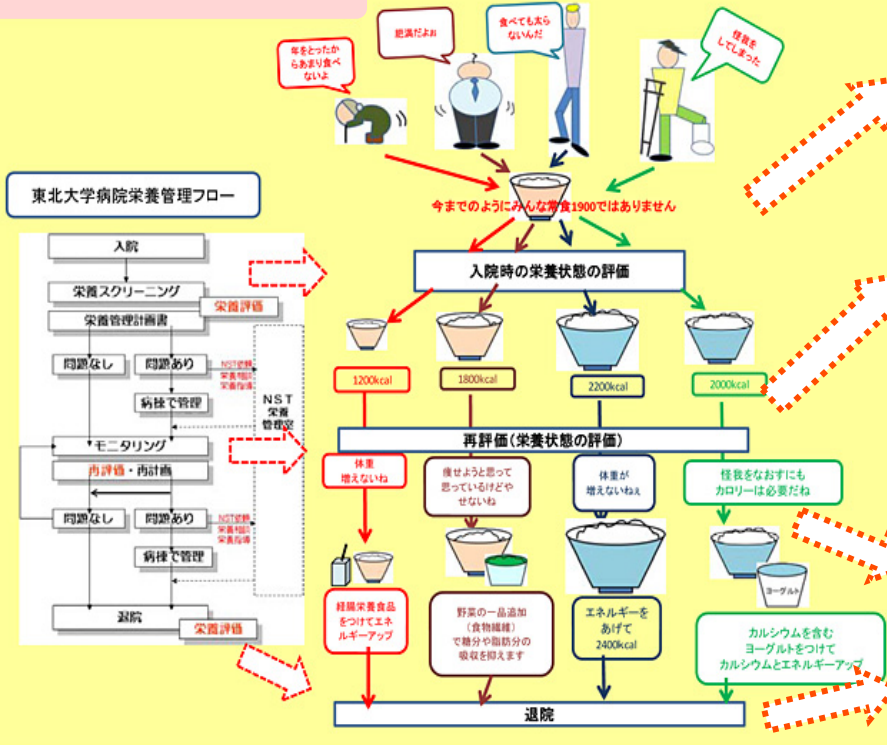 年をとったか
らあまり食べ
ないよ
肥満だよぉ
食べても太ら
ないんだ
怪我を
してしまった
今までのようにみんな常食1900ではありません
東北大学病院栄養管理フロー
入院
栄養スクリーニング
栄養評価
栄養管理計画書
問題なし
問題あり
NST依頼
栄養相談
栄養指導
病棟で管理
NST
栄養
管理室
モニタリング
再評価・再計画
問題なし
問題あり
NST依頼
栄養相談
栄養指導
病棟で管理
退院
栄養評価
入院時の栄養状態の評価
1200kcal
1800kcal
2200kcal
2000kcal
再評価(栄養状態の評価)
体重
増えないね
痩せようと思って
思っているけどや
せないね
体重が
増えないねぇ
怪我をなおすにも
カロリーは必要だね
ヨーグルト
経腸栄養食品
をつけてエネ
ルギーアップ
野菜の一品追加
(食物繊維)
で糖分や脂肪分の
吸収を抑えます
エネルギーを
あげて
2400kcal
カルシウムを含む
ヨーグルトをつけて
カルシウムとエネルギーアップ
退院